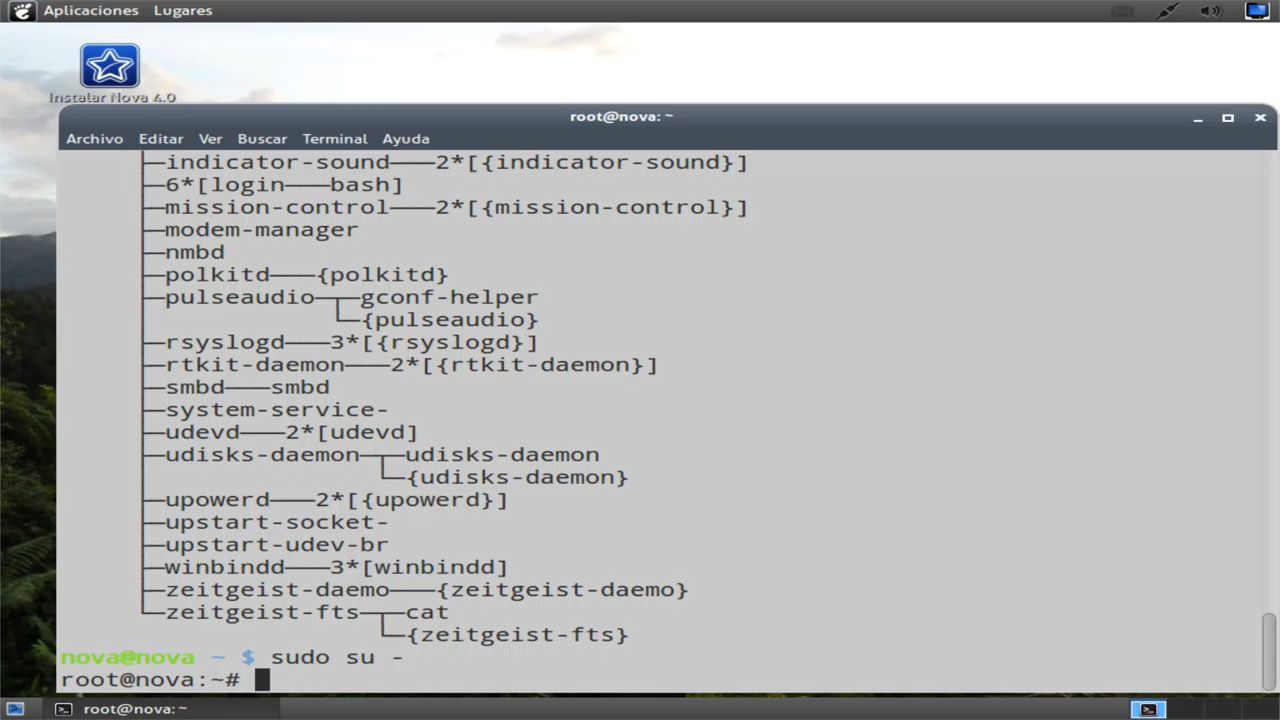 Aplicaciones Lugares
Instalar Nova 4.0
root@nova: ~
Archivo Editar Ver Buscar Terminal Ayuda
├─indicator-sound───2*[{indicator-sound}]
├─6*[login───bash]
├─mission-control───2*[{mission-control}]
├─modem-manager
├─nmbd
├─polkitd───{polkitd}
├─pulseaudio─┬─gconf-helper
│            └─{pulseaudio}
├─rsyslogd───3*[{rsyslogd}]
├─rtkit-daemon───2*[{rtkit-daemon}]
├─smbd───smbd
├─system-service-
├─udevd───2*[udevd]
├─udisks-daemon─┬─udisks-daemon
│               └─{udisks-daemon}
├─upowerd───2*[{upowerd}]
├─upstart-socket-
├─upstart-udev-br
├─winbindd───3*[winbindd]
├─zeitgeist-daemo───{zeitgeist-daemo}
└─zeitgeist-fts─┬─cat
                └─{zeitgeist-fts}
nova@nova ~ $ sudo su -
root@nova:~#
root@nova: ~